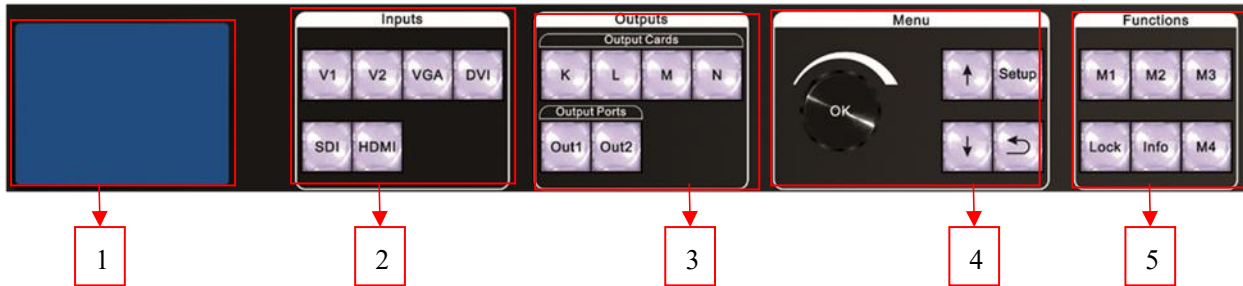 Inputs
V1 V2 VGA DVI
SDI HDMI
Outputs
Output Cards
K L M N
Output Ports
Out1 Out2
Menu
OK
Setup
Functions
M1 M2 M3
Lock Info M4
1 2 3 4 5